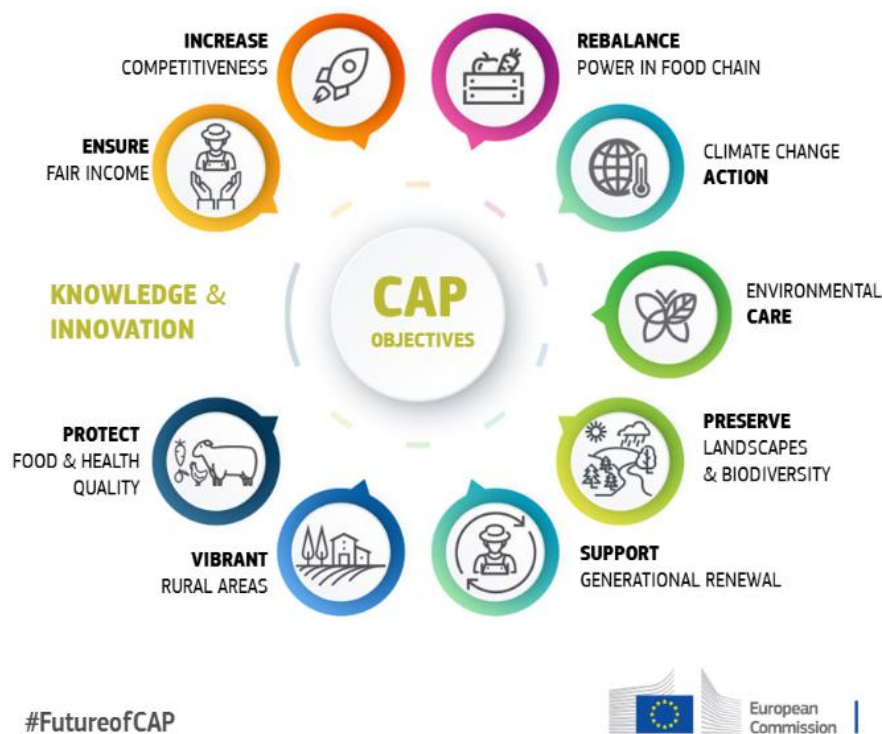 INCREASE
COMPETITIVENESS
REBALANCE
POWER IN FOOD CHAIN
ENSURE
FAIR INCOME
CLIMATE CHANGE
ACTION
KNOWLEDGE &
INNOVATION
CAP
OBJECTIVES
ENVIRONMENTAL
CARE
PROTECT
FOOD & HEALTH
QUALITY
PRESERVE
LANDSCAPES
& BIODIVERSITY
VIBRANT
RURAL AREAS
SUPPORT
GENERATIONAL RENEWAL
#FutureofCAP
European
Commission